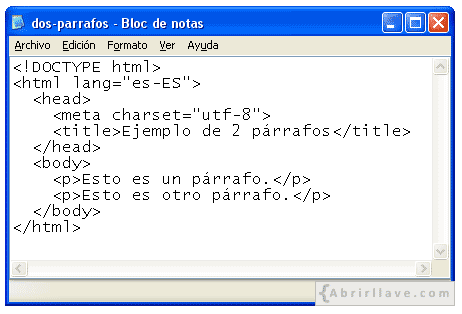 dos-parrafos - Bloc de notas
Archivo Edición Formato Ver Ayuda
<!DOCTYPE html>
<html lang="es-ES">
  <head>
    <meta charset="utf-8">
    <title>Ejemplo de 2 párrafos</title>
  </head>
  <body>
    <p>Esto es un párrafo.</p>
    <p>Esto es otro párrafo.</p>
  </body>
</html>
{Abrirllave.com